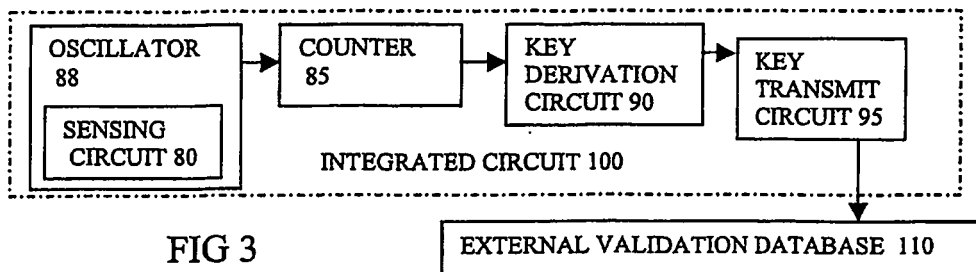 OSCILLATOR
88
SENSING
CIRCUIT 80
COUNTER
85
KEY
DERIVATION
CIRCUIT 90
KEY
TRANSMIT
CIRCUIT 95
INTEGRATED CIRCUIT 100
FIG 3
EXTERNAL VALIDATION DATABASE 110